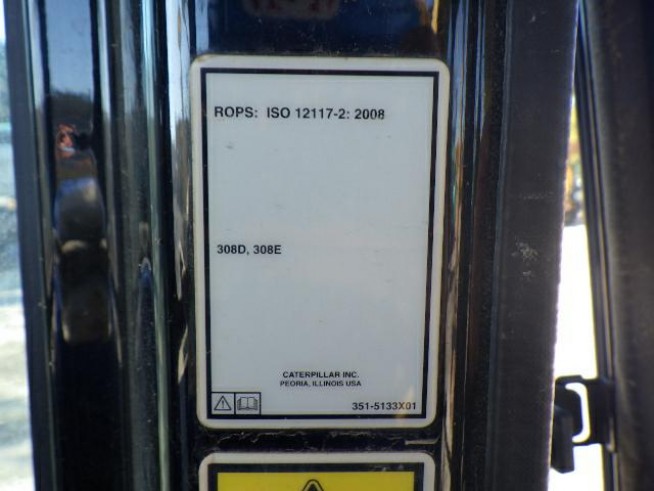 ROPS: ISO 12117-2: 2008
308D, 308E
CATERPILLAR INC.
PEORIA, ILLINOIS USA
351-5133X01